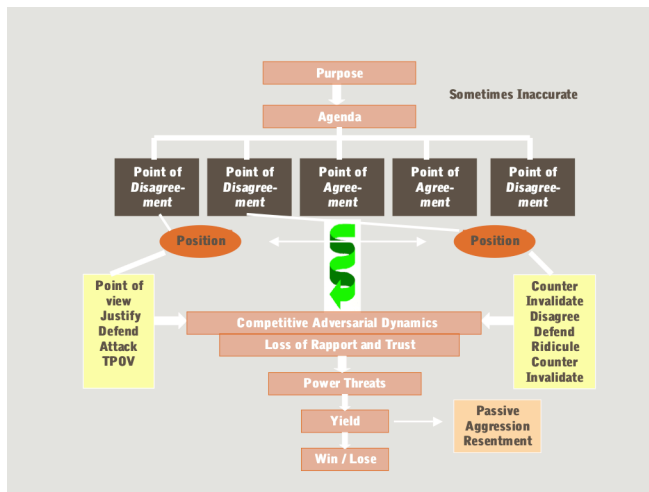 Purpose
Sometimes Inaccurate
Agenda
Point of
Disagree-
ment
Point of
Disagree-
ment
Point of
Agree-
ment
Point of
Agree-
ment
Point of
Disagree-
ment
Position
Position
Point of
view
Justify
Defend
Attack
TPOV
Counter
Invalidate
Disagree
Defend
Ridicule
Counter
Invalidate
Competitive Adversarial Dynamics
Loss of Rapport and Trust
Power Threats
Yield
Passive
Aggression
Resentment
Win / Lose